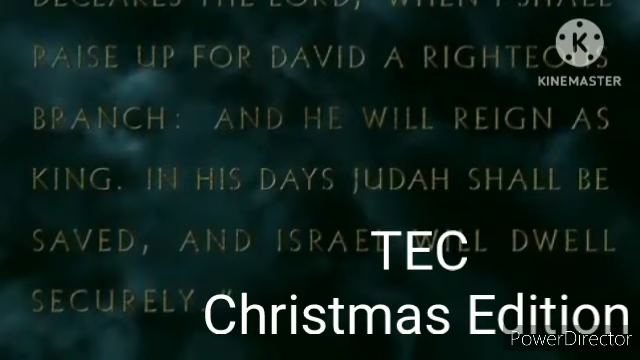 DECLARES THE LORD, "WHEN I SHALL
RAISE UP FOR DAVID A RIGHTEOUS
BRANCH: AND HE WILL REIGN AS
KING. IN HIS DAYS JUDAH SHALL BE
SAVED, AND ISRAEL WILL DWELL
SECURELY."
K
KINEMASTER
TEC
Christmas Edition
PowerDirector